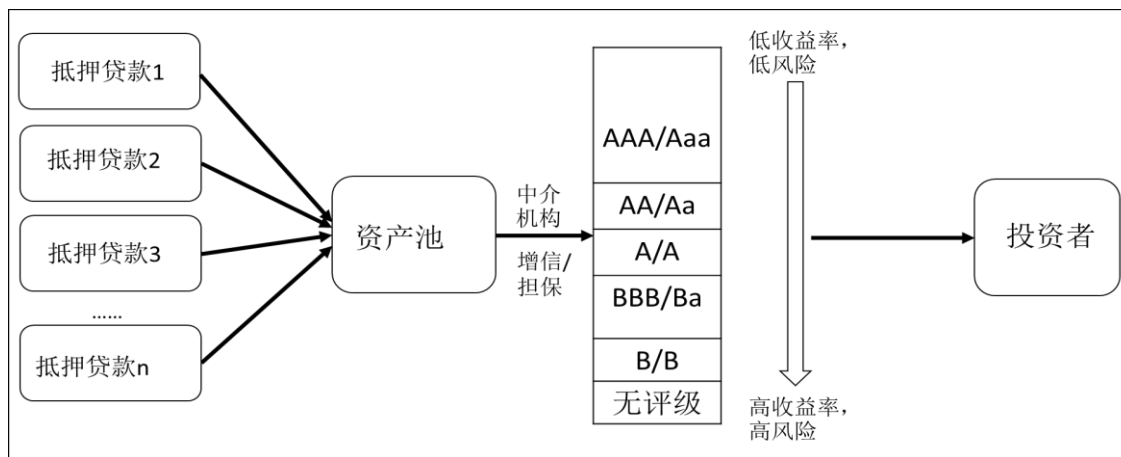 抵押贷款1
抵押贷款2
抵押贷款3
……
抵押贷款n
资产池
中介
机构
增信/
担保
AAA/Aaa
AA/Aa
A/A
BBB/Ba
B/B
无评级
低收益率，
低风险
高收益率，
高风险
投资者